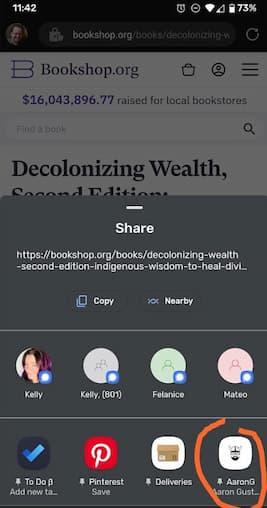 11:42
73%
bookshop.org/books/decolonizing-w
Bookshop.org
$16,043,896.77 raised for local bookstores
Find a book
Decolonizing Wealth,
Second Edition:
Share
https://bookshop.org/books/decolonizing-wealth
-second-edition-indigenous-wisdom-to-heal-divi…
Copy
Nearby
Kelly
Kelly, (801)
Felanice
Mateo
To Do β
Pinterest
Deliveries
AaronG
Add new ta...
Save
Aaron Gust...